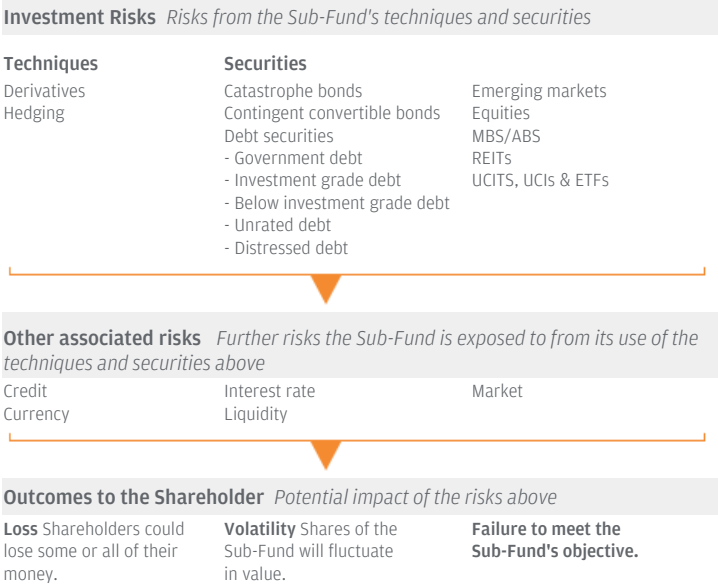 Investment Risks Risks from the Sub-Fund's techniques and securities
Techniques
Derivatives
Hedging
Securities
Catastrophe bonds
Contingent convertible bonds
Debt securities
- Government debt
- Investment grade debt
- Below investment grade debt
- Unrated debt
- Distressed debt
Emerging markets
Equities
MBS/ABS
REITs
UCITS, UCIs & ETFs
Other associated risks Further risks the Sub-Fund is exposed to from its use of the
techniques and securities above
Credit
Currency
Interest rate
Liquidity
Market
Outcomes to the Shareholder Potential impact of the risks above
Loss Shareholders could
lose some or all of their
money.
Volatility Shares of the
Sub-Fund will fluctuate
in value.
Failure to meet the
Sub-Fund's objective.